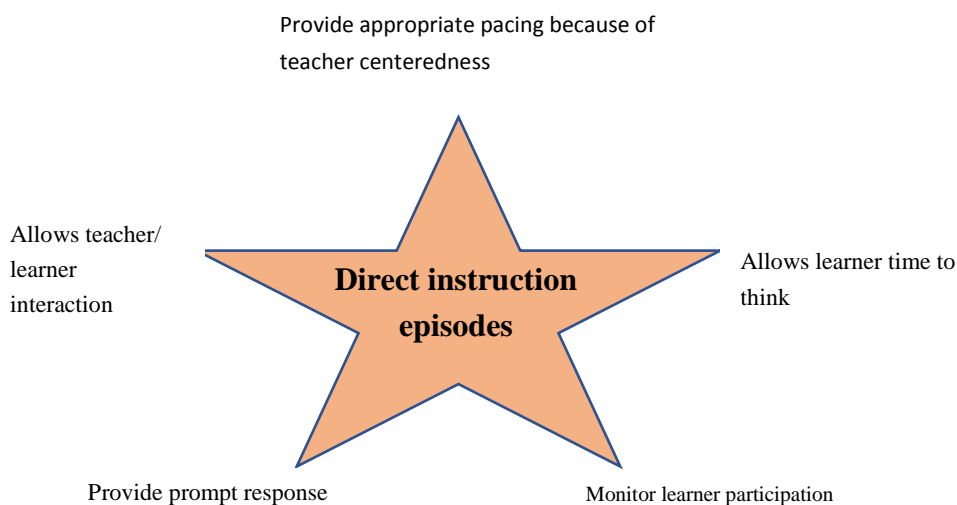 Provide appropriate pacing because of
teacher centeredness
Allows teacher/
learner
interaction
Direct instruction
episodes
Allows learner time to
think
Provide prompt response
Monitor learner participation